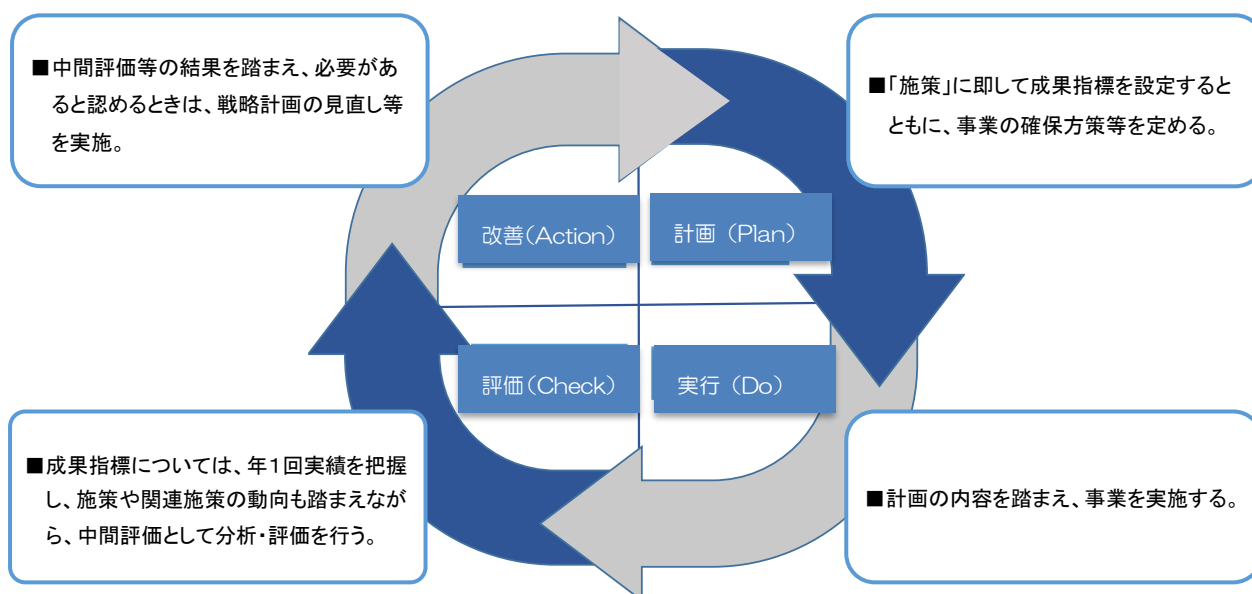 ■中間評価等の結果を踏まえ、必要があ
ると認めるときは、戦略計画の見直し等
を実施。
■「施策」に即して成果指標を設定すると
ともに、事業の確保方策等を定める。
改善(Action)
計画（Plan）
評価(Check)
実行（Do）
■成果指標については、年１回実績を把握
し、施策や関連施策の動向も踏まえなが
ら、中間評価として分析・評価を行う。
■計画の内容を踏まえ、事業を実施する。